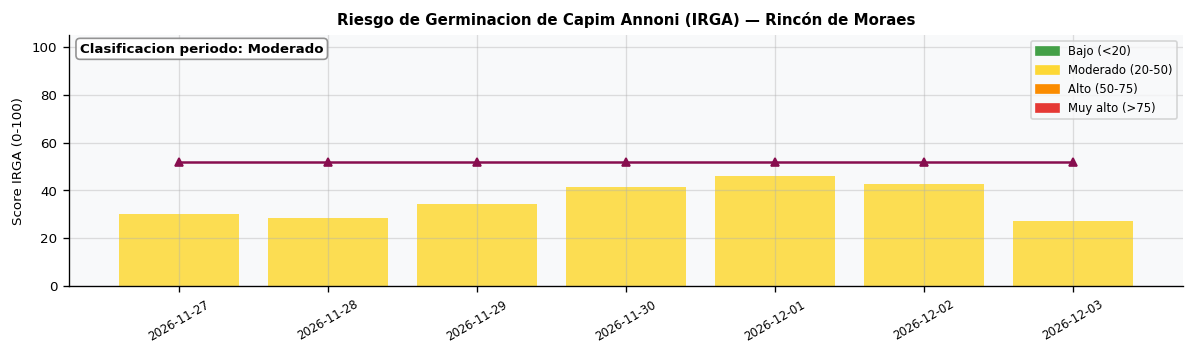 Riesgo de Germinacion de Capim Annoni (IRGA) — Rincón de Moraes
Clasificacion periodo: Moderado
Bajo (<20)
Moderado (20-50)
Alto (50-75)
Muy alto (>75)
Score IRGA (0-100)
100
80
60
40
20
0
2026-11-27
2026-11-28
2026-11-29
2026-11-30
2026-12-01
2026-12-02
2026-12-03